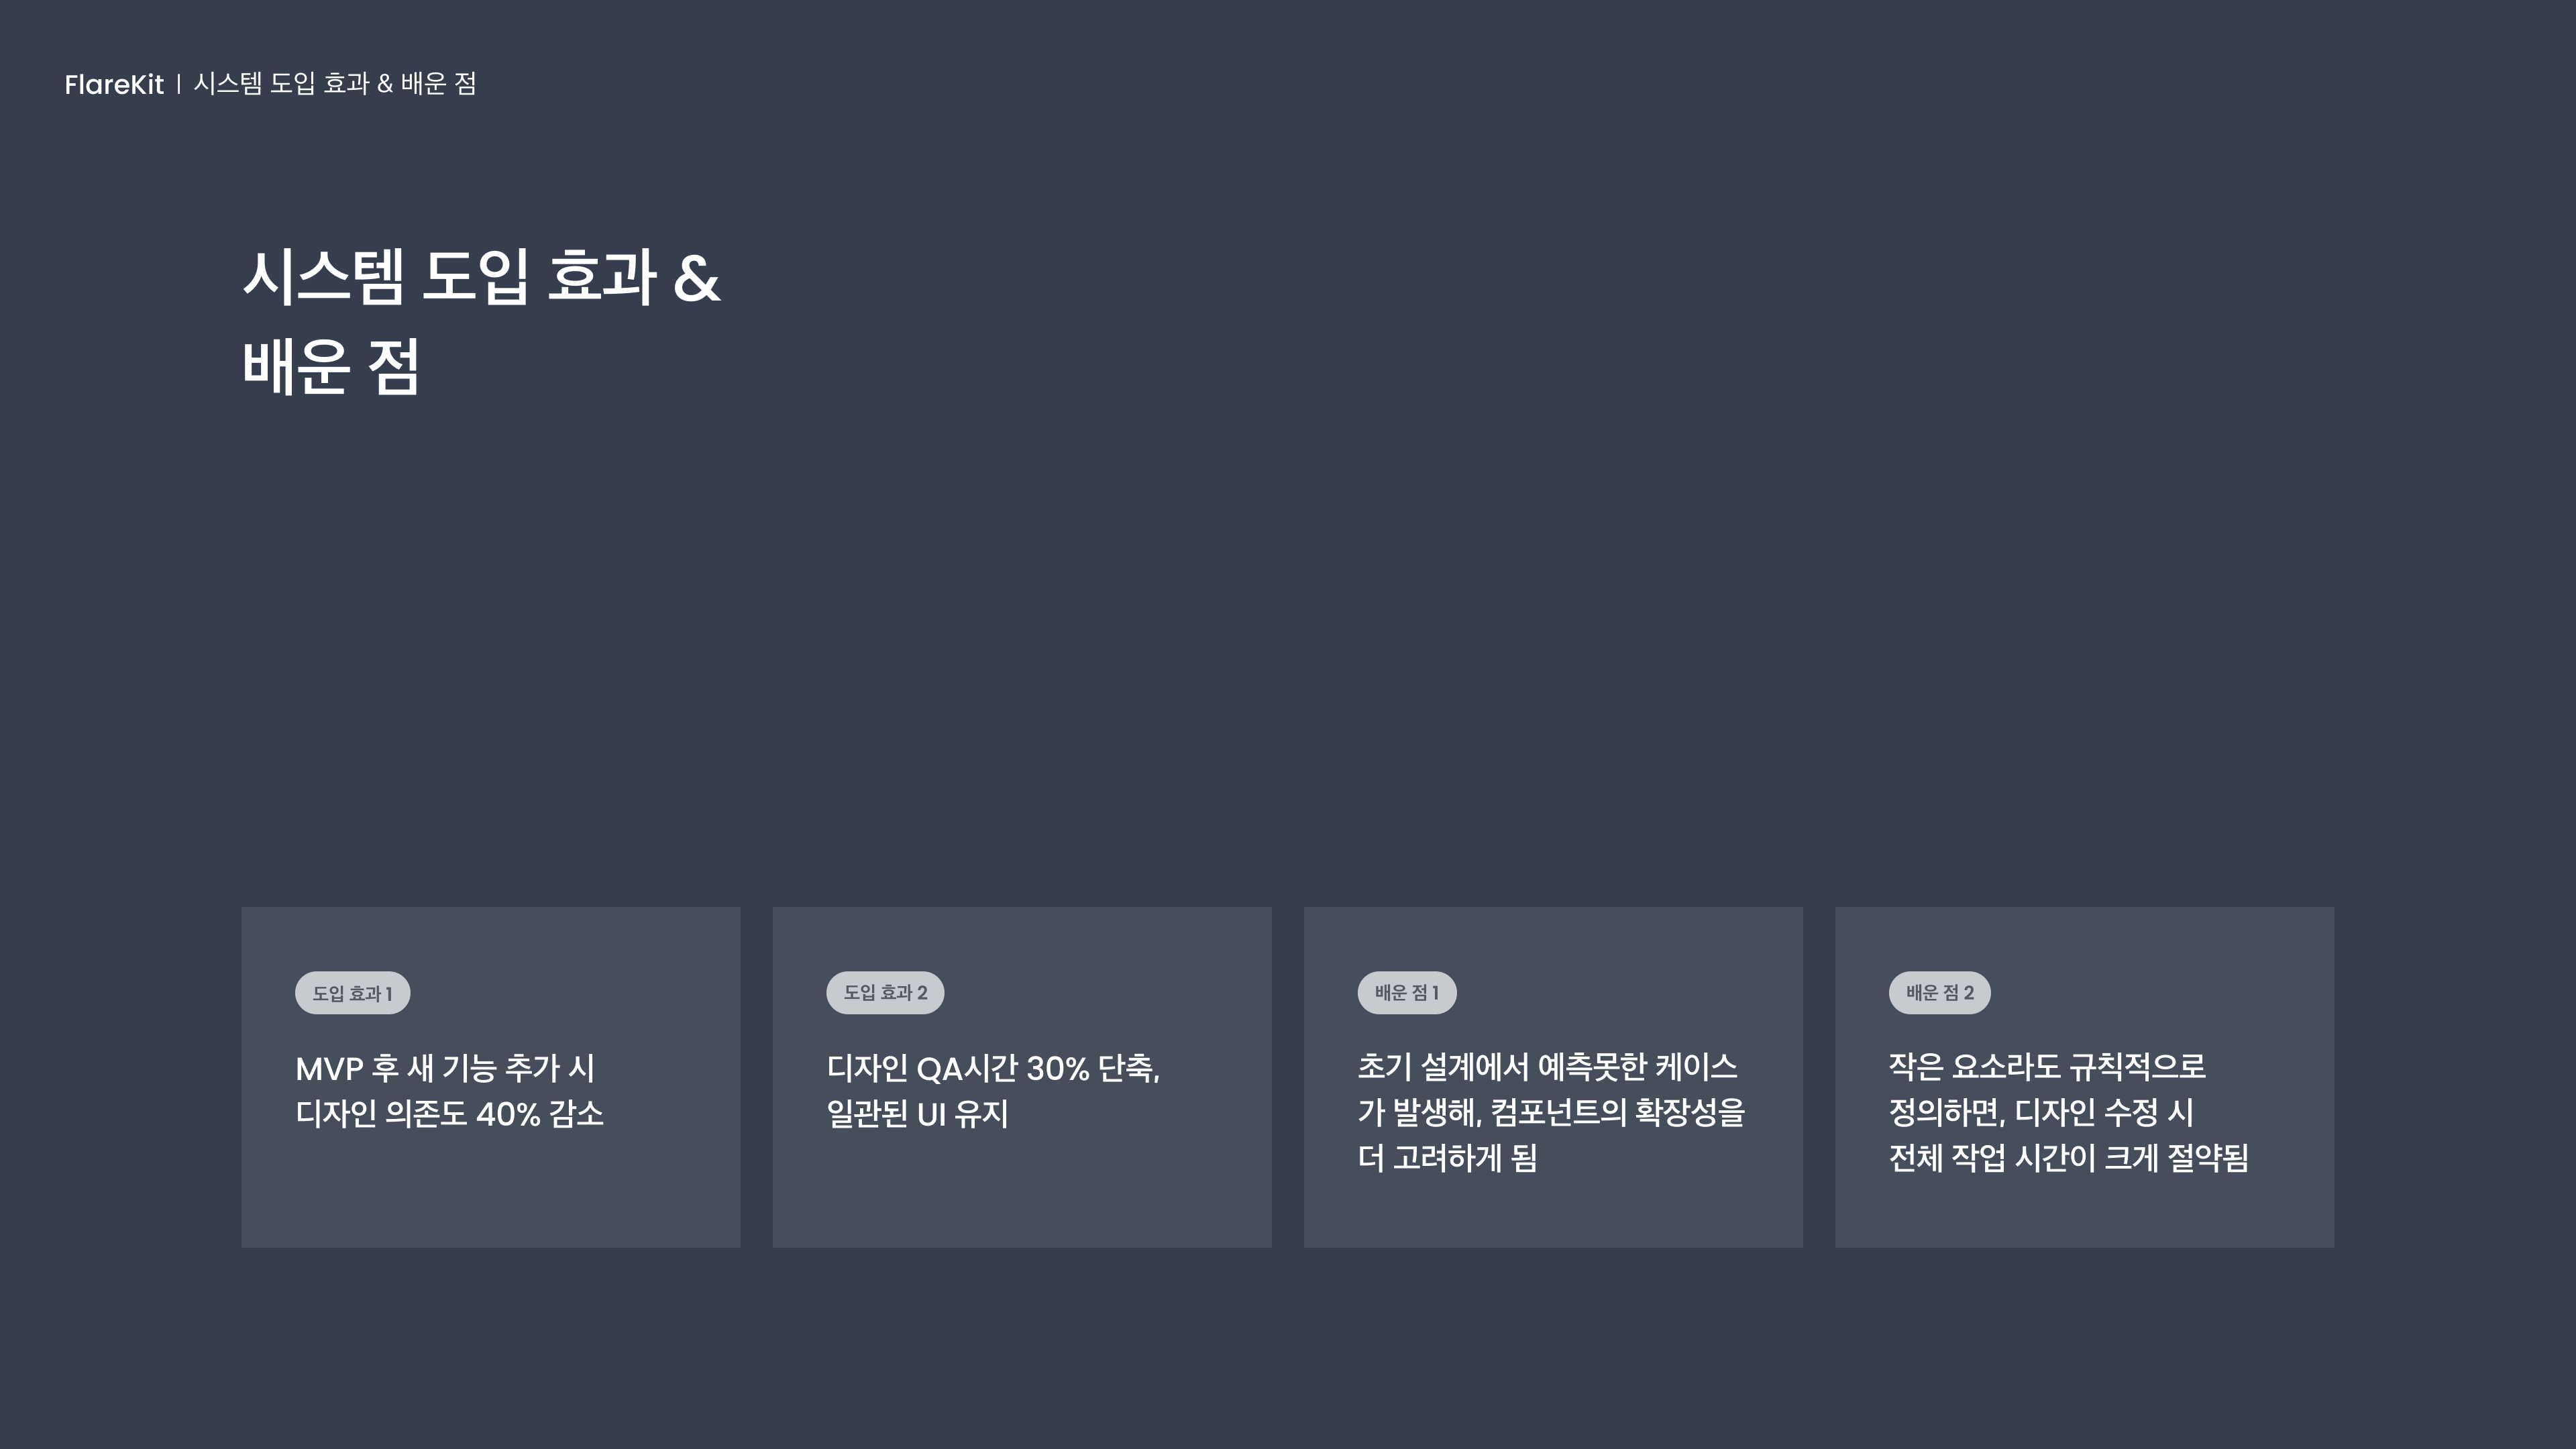 FlareKit | 시스템 도입 효과 & 배운 점
시스템 도입 효과 &
배운 점
도입 효과 1
MVP 후 새 기능 추가 시
디자인 의존도 40% 감소
도입 효과 2
디자인 QA시간 30% 단축,
일관된 UI 유지
배운 점 1
초기 설계에서 예측못한 케이스
가 발생해, 컴포넌트의 확장성을
더 고려하게 됨
배운 점 2
작은 요소라도 규칙적으로
정의하면, 디자인 수정 시
전체 작업 시간이 크게 절약됨